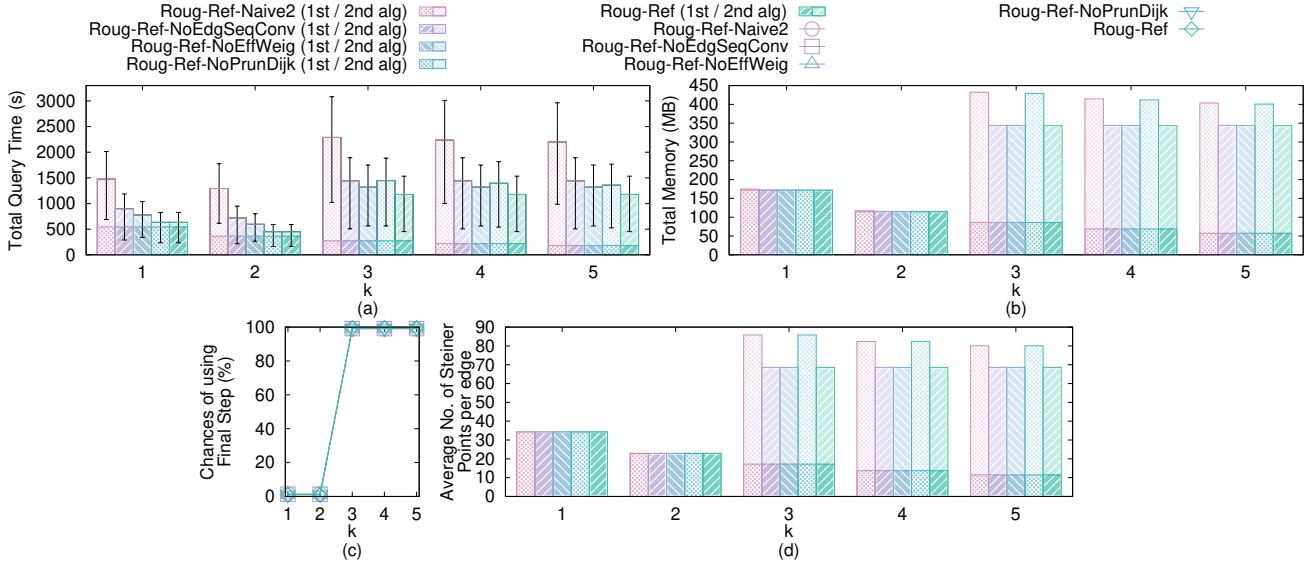 Roug-Ref-Naive2 (1st / 2nd alg)
Roug-Ref-NoEdgSeqConv (1st / 2nd alg)
Roug-Ref-NoEffWeig (1st / 2nd alg)
Roug-Ref-NoPrunDijk (1st / 2nd alg)
Roug-Ref (1st / 2nd alg)
Roug-Ref-Naive2
Roug-Ref-NoEdgSeqConv
Roug-Ref-NoEffWeig
Roug-Ref-NoPrunDijk
Roug-Ref
Total Query Time (s)
3000
2500
2000
1500
1000
500
0
1 2 3 4 5
k
(a)
Total Memory (MB)
450
400
350
300
250
200
150
100
50
0
1 2 3 4 5
k
(b)
Chances of using
Final Step (%)
100
80
60
40
20
0
1 2 3 4 5
k
(c)
Average No. of Steiner
Points per edge
90
80
70
60
50
40
30
20
10
0
1 2 3 4 5
k
(d)